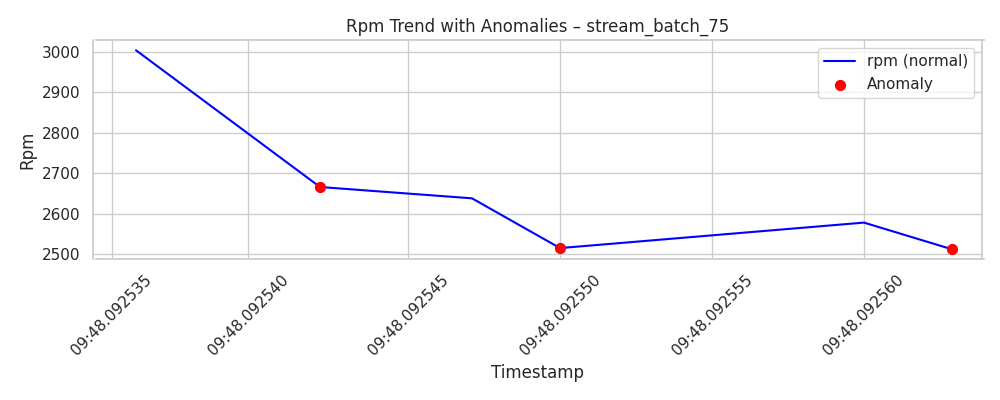 Rpm Trend with Anomalies – stream_batch_75
rpm (normal)
Anomaly
Rpm
3000
2900
2800
2700
2600
2500
09:48.092535
09:48.092540
09:48.092545
09:48.092550
09:48.092555
09:48.092560
Timestamp